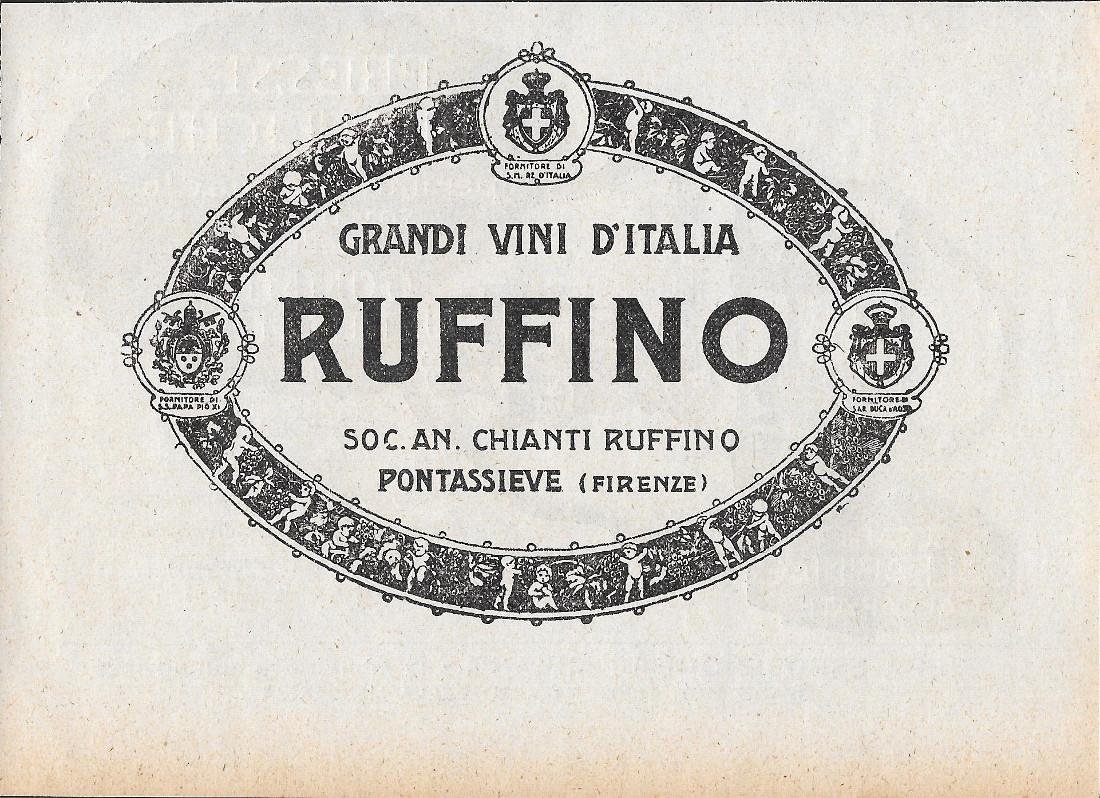 FORNITORE DI
S.M. RE D'ITALIA
GRANDI VINI D'ITALIA
RUFFINO
FORNITORE DI
S.S. PAPA PIO XI
FORNITORE DI
S.A.R. DUCA D'AOSTA
SOC. AN. CHIANTI RUFFINO
PONTASSIEVE (FIRENZE)